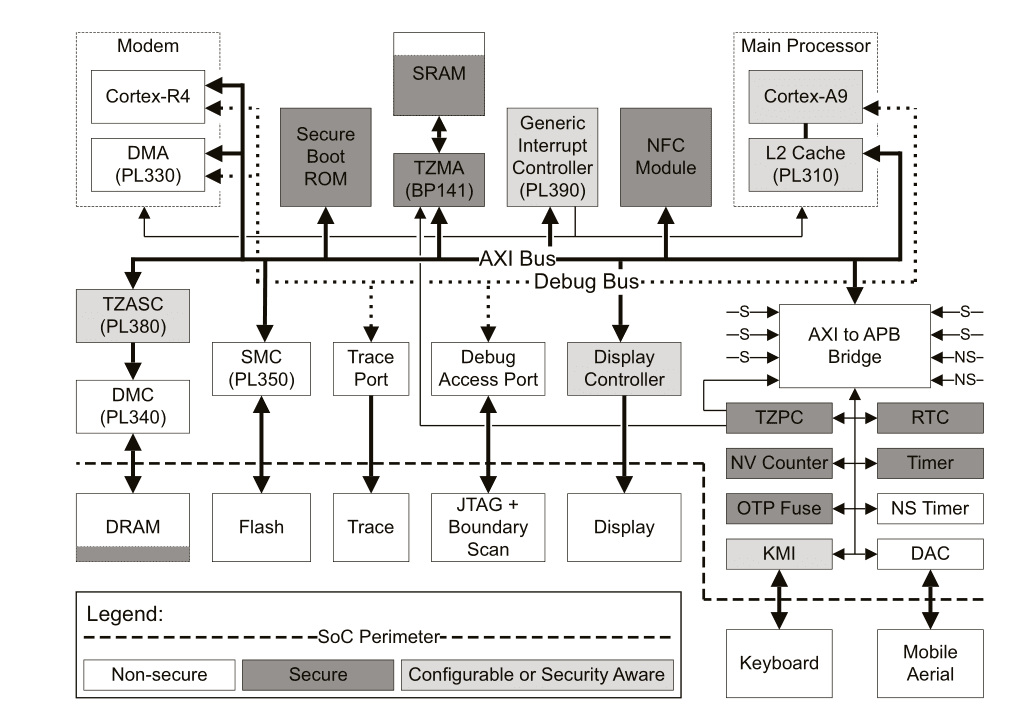 Modem
Main Processor
Cortex-R4
SRAM
Cortex-A9
Secure
Boot
ROM
Generic
Interrupt
Controller
(PL390)
NFC
Module
DMA
(PL330)
TZMA
(BP141)
L2 Cache
(PL310)
AXI Bus
Debug Bus
TZASC
(PL380)
S
S
S
AXI to APB
Bridge
S
S
NS
NS
SMC
(PL350)
Trace
Port
Debug
Access Port
Display
Controller
DMC
(PL340)
TZPC
RTC
NV Counter
Timer
OTP Fuse
NS Timer
KMI
DAC
DRAM
Flash
Trace
JTAG +
Boundary
Scan
Display
Keyboard
Mobile
Aerial
Legend:
SoC Perimeter
Non-secure
Secure
Configurable or Security Aware